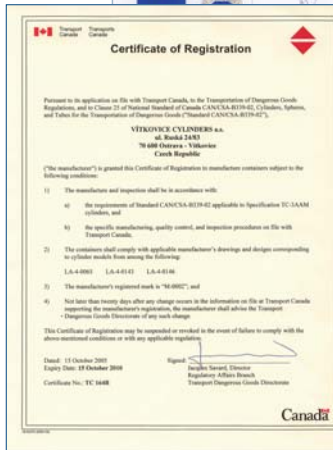 Transport Transports
Canada Canada
Certificate of Registration
Pursuant to its application on file with Transport Canada, to the Transportation of Dangerous Goods
Regulations, and to Clause 25 of National Standard of Canada CAN/CSA-B339-02, Cylinders, Spheres,
and Tubes for the Transportation of Dangerous Goods ("Standard CAN/CSA-B339-02"),
VÍTKOVICE CYLINDERS a.s.
ul. Ruská 24/83
70 600 Ostrava - Vítkovice
Czech Republic
("the manufacturer") is granted this Certificate of Registration to manufacture containers subject to the
following conditions:
1) The manufacture and inspection shall be in accordance with:
a) the requirements of Standard CAN/CSA-B339-02 applicable to Specification TC-3AAM
cylinders, and
b) the specific manufacturing, quality control, and inspection procedures on file with
Transport Canada,
2) The containers shall comply with applicable manufacturer's drawings and designs corresponding
to cylinder models from among the following:
LA-4-0063 LA-4-0143 LA-4-0146
3) The manufacturer's registered mark is "M-0002"; and
4) Not later than twenty days after any change occurs in the information on file at Transport Canada
supporting the manufacturer's registration, the manufacturer shall advise the Transport
Dangerous Goods Directorate of any such change.
This Certificate of Registration may be suspended or revoked in the event of failure to comply with the
above-mentioned conditions or with any applicable regulation.
Dated: 15 October 2005 Signed:
Expiry Date: 15 October 2010 Jacques Savard, Director
Regulatory Affairs Branch
Certificate No.: TC 1648 Transport Dangerous Goods Directorate
Canada